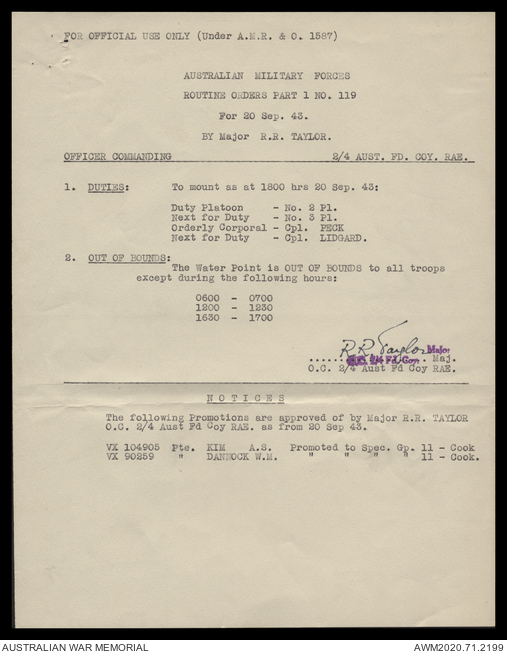 FOR OFFICIAL USE ONLY (Under A.M.R. & O. 1587)
AUSTRALIAN MILITARY FORCES
ROUTINE ORDERS PART 1 NO. 119
For 20 Sep. 43.
BY Major R.R. TAYLOR.
OFFICER COMMANDING 2/4 AUST. FD. COY. RAE.
1. DUTIES: To mount as at 1800 hrs 20 Sep. 43:
Duty Platoon - No. 2 Pl.
Next for Duty - No. 3 Pl.
Orderly Corporal - Cpl. PECK
Next for Duty - Cpl. LIDGARD.
2. OUT OF BOUNDS:
The Water Point is OUT OF BOUNDS to all troops
except during the following hours:
0600 - 0700
1200 - 1230
1630 - 1700
R.R. Taylor Major
...... O.C. 2/4 Fd. Coy. .. Maj.
O.C. 2/4 Aust Fd Coy RAE.
N O T I C E S
The following Promotions are approved of by Major R.R. TAYLOR
O.C. 2/4 Aust Fd Coy RAE. as from 20 Sep 43.
VX 104905 Pte. KIM A.S. Promoted to Spec. Gp. 11 - Cook
VX 90259 " DANNOCK W.M. " " " " 11 - Cook.
AUSTRALIAN WAR MEMORIAL AWM2020.71.2199